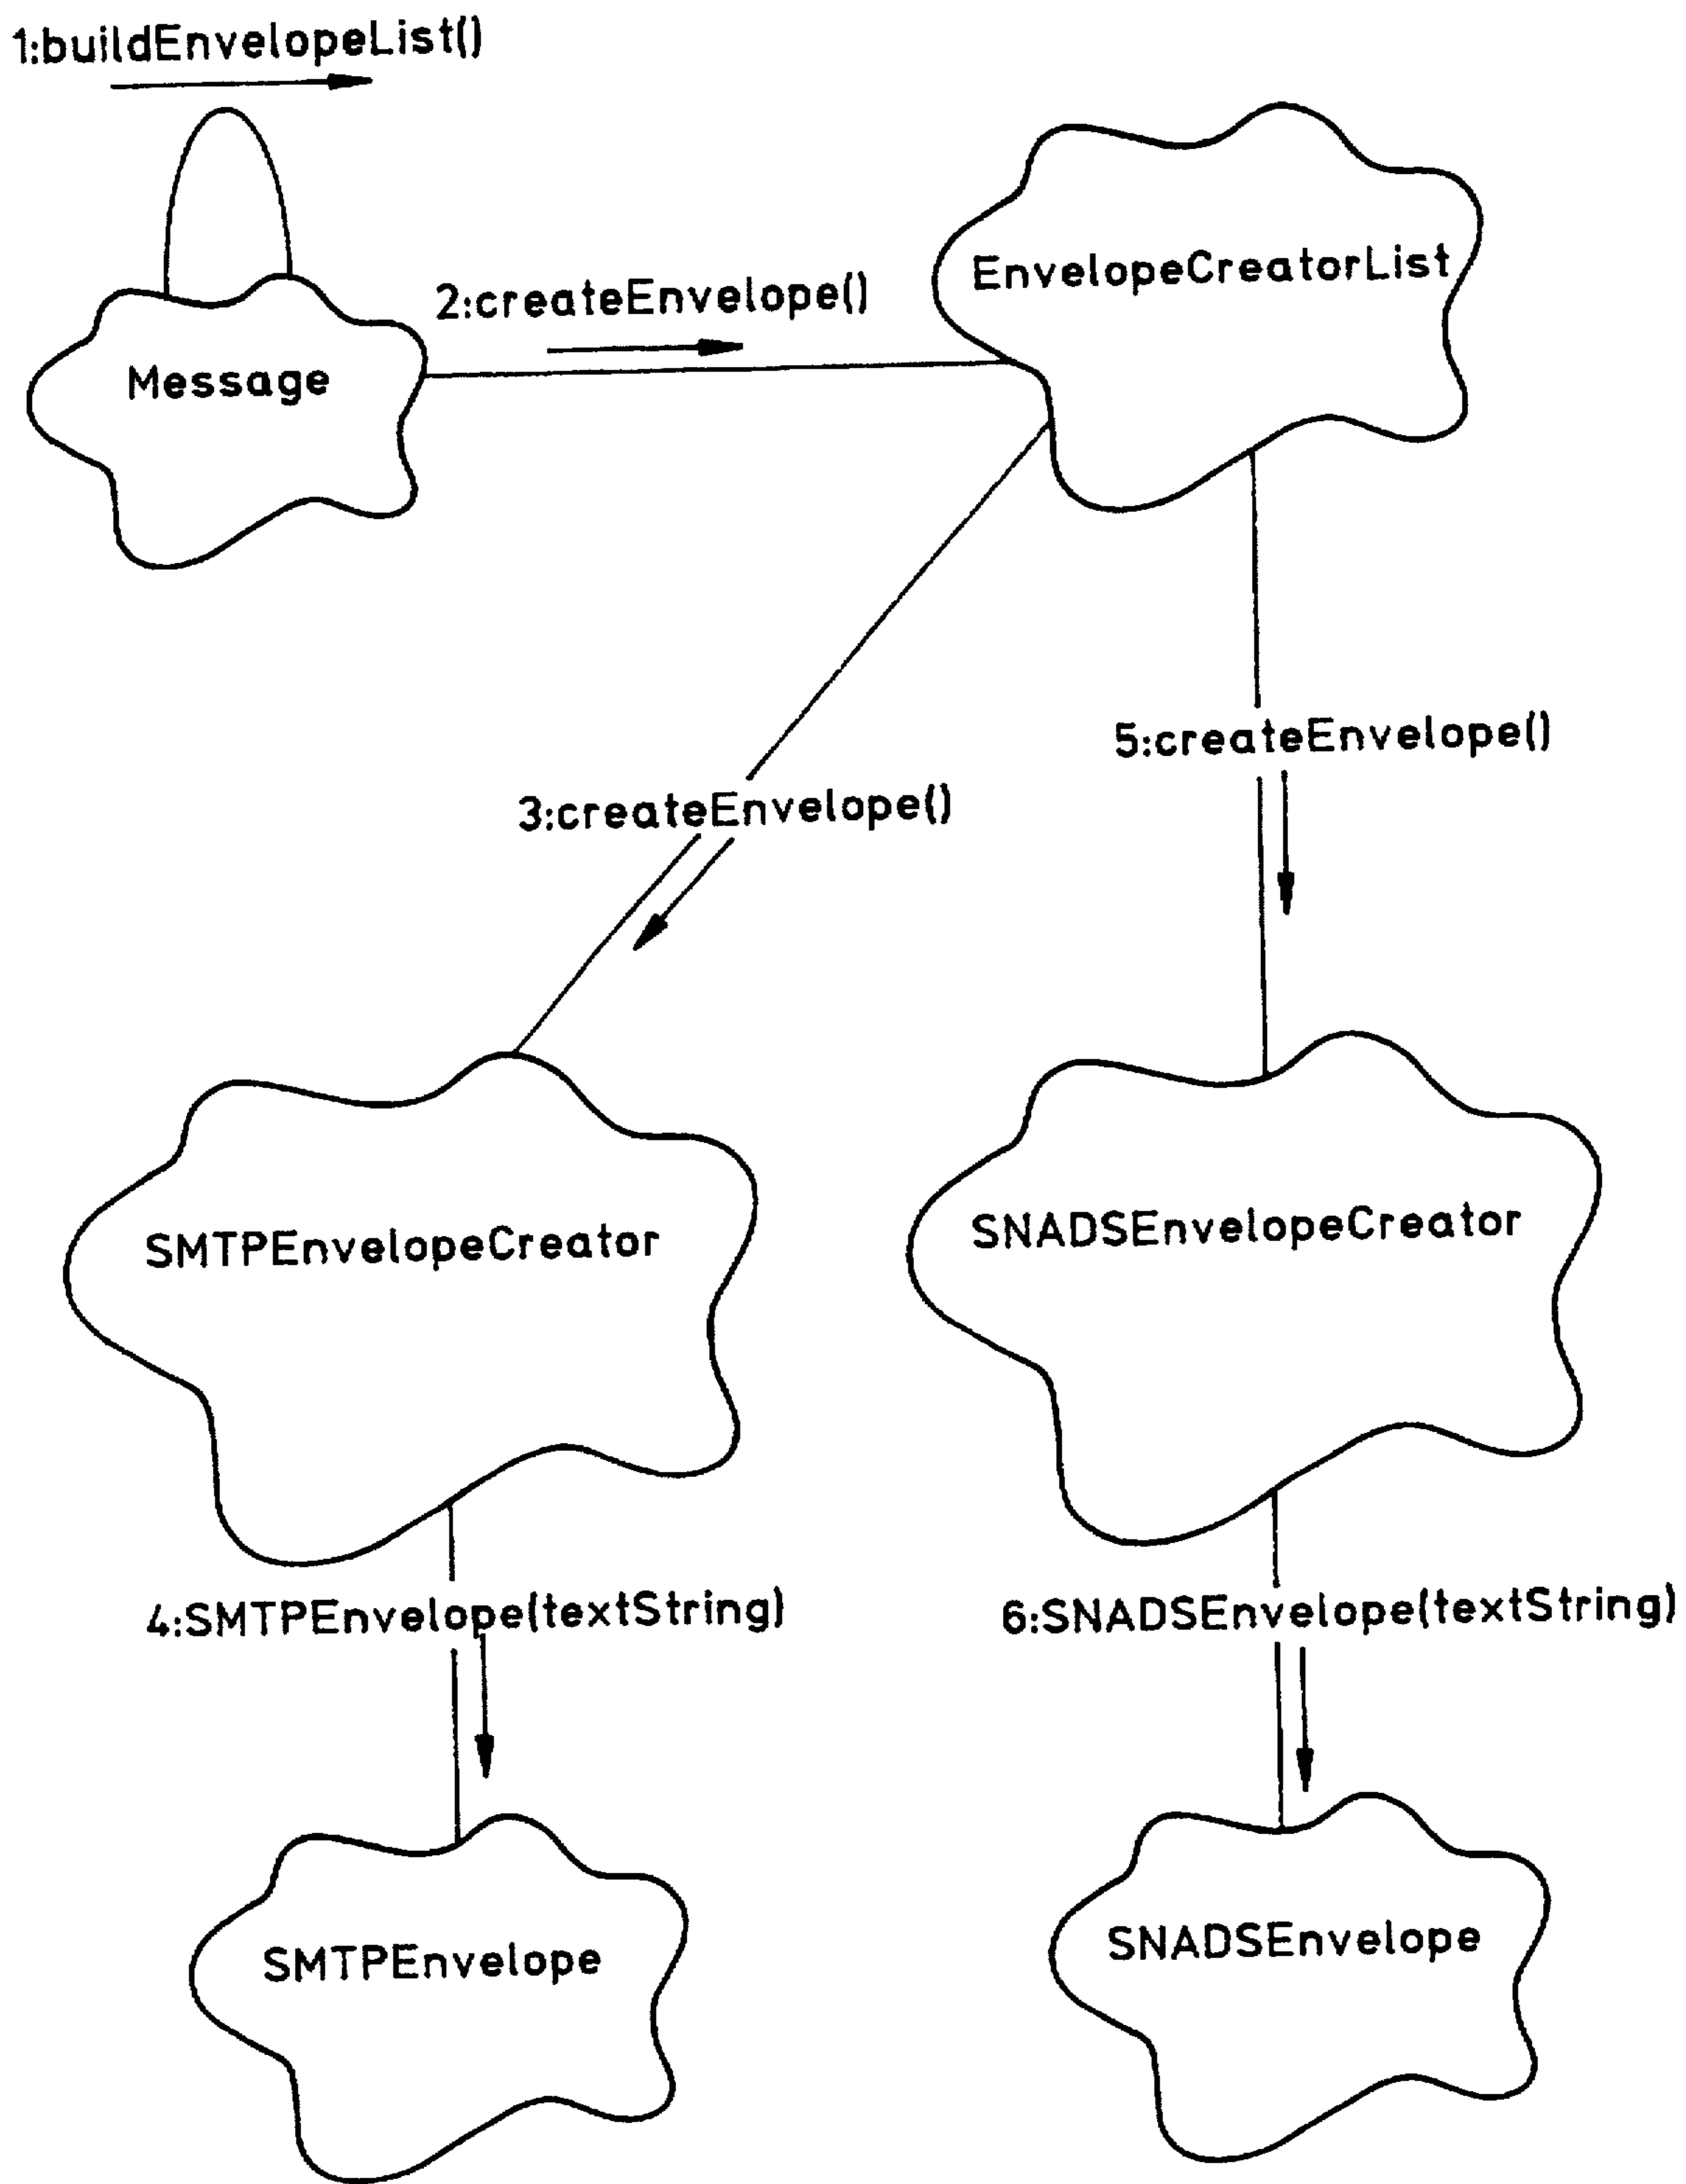 1:buildEnvelopeList()
EnvelopeCreatorList
2:createEnvelope()
Message
5:createEnvelope()
3:createEnvelope()
SMTPEnvelopeCreator
SNADSEnvelopeCreator
4:SMTPEnvelope(textString)
6:SNADSEnvelope(textString)
SMTPEnvelope
SNADSEnvelope